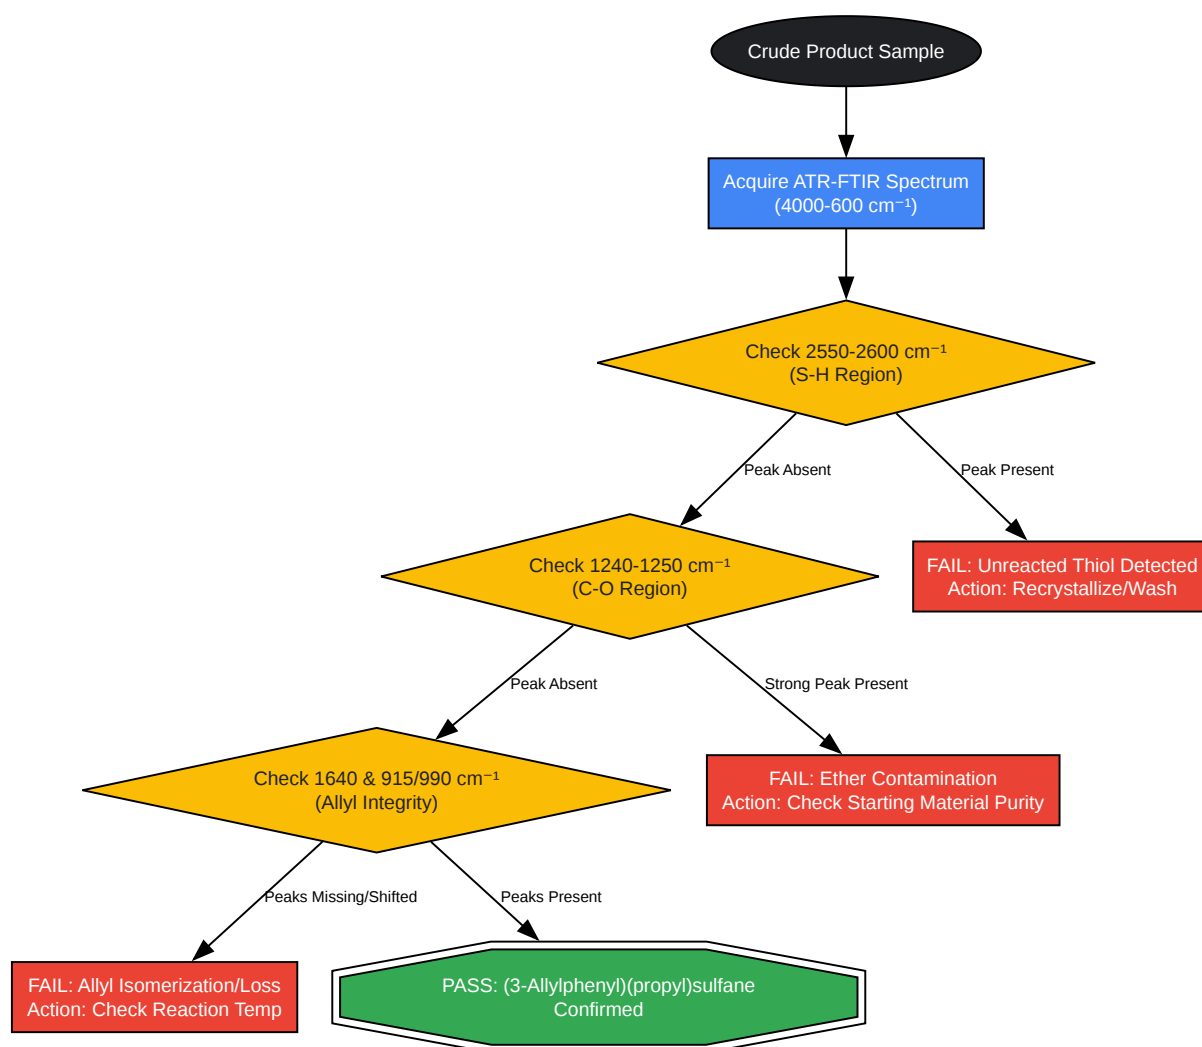 Crude Product Sample
Acquire ATR-FTIR Spectrum
(4000-600 cm⁻¹)
Check 2550-2600 cm⁻¹
(S-H Region)
Peak Absent
Peak Present
Check 1240-1250 cm⁻¹
(C-O Region)
FAIL: Unreacted Thiol Detected
Action: Recrystallize/Wash
Peak Absent
Strong Peak Present
Check 1640 & 915/990 cm⁻¹
(Allyl Integrity)
FAIL: Ether Contamination
Action: Check Starting Material Purity
Peaks Missing/Shifted
Peaks Present
FAIL: Allyl Isomerization/Loss
Action: Check Reaction Temp
PASS: (3-Allylphenyl)(propyl)sulfane
Confirmed